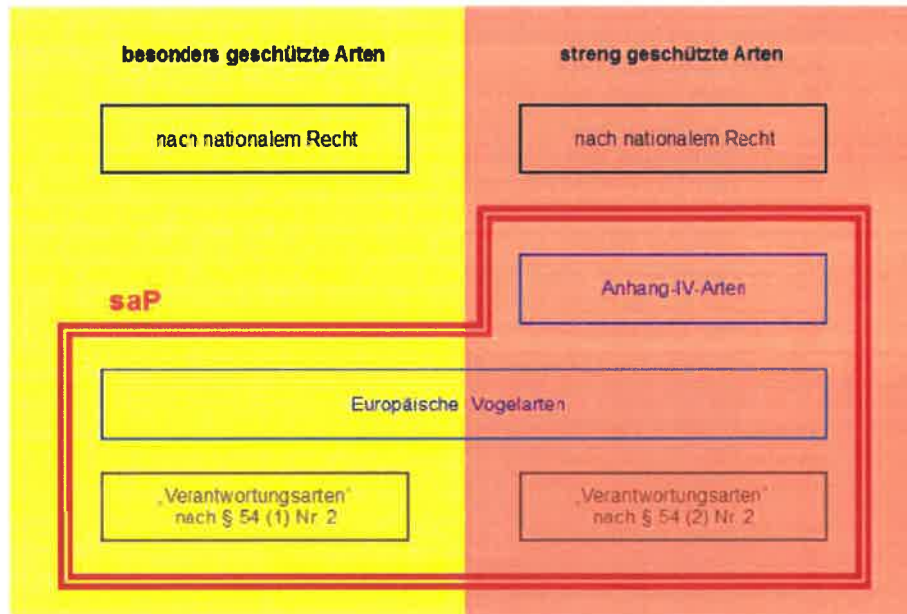 besonders geschützte Arten
streng geschützte Arten
nach nationalem Recht
nach nationalem Recht
Anhang-IV-Arten
saP
Europäische Vogelarten
„Verantwortungsarten“
nach § 54 (1) Nr. 2
„Verantwortungsarten“
nach § 54 (2) Nr. 2